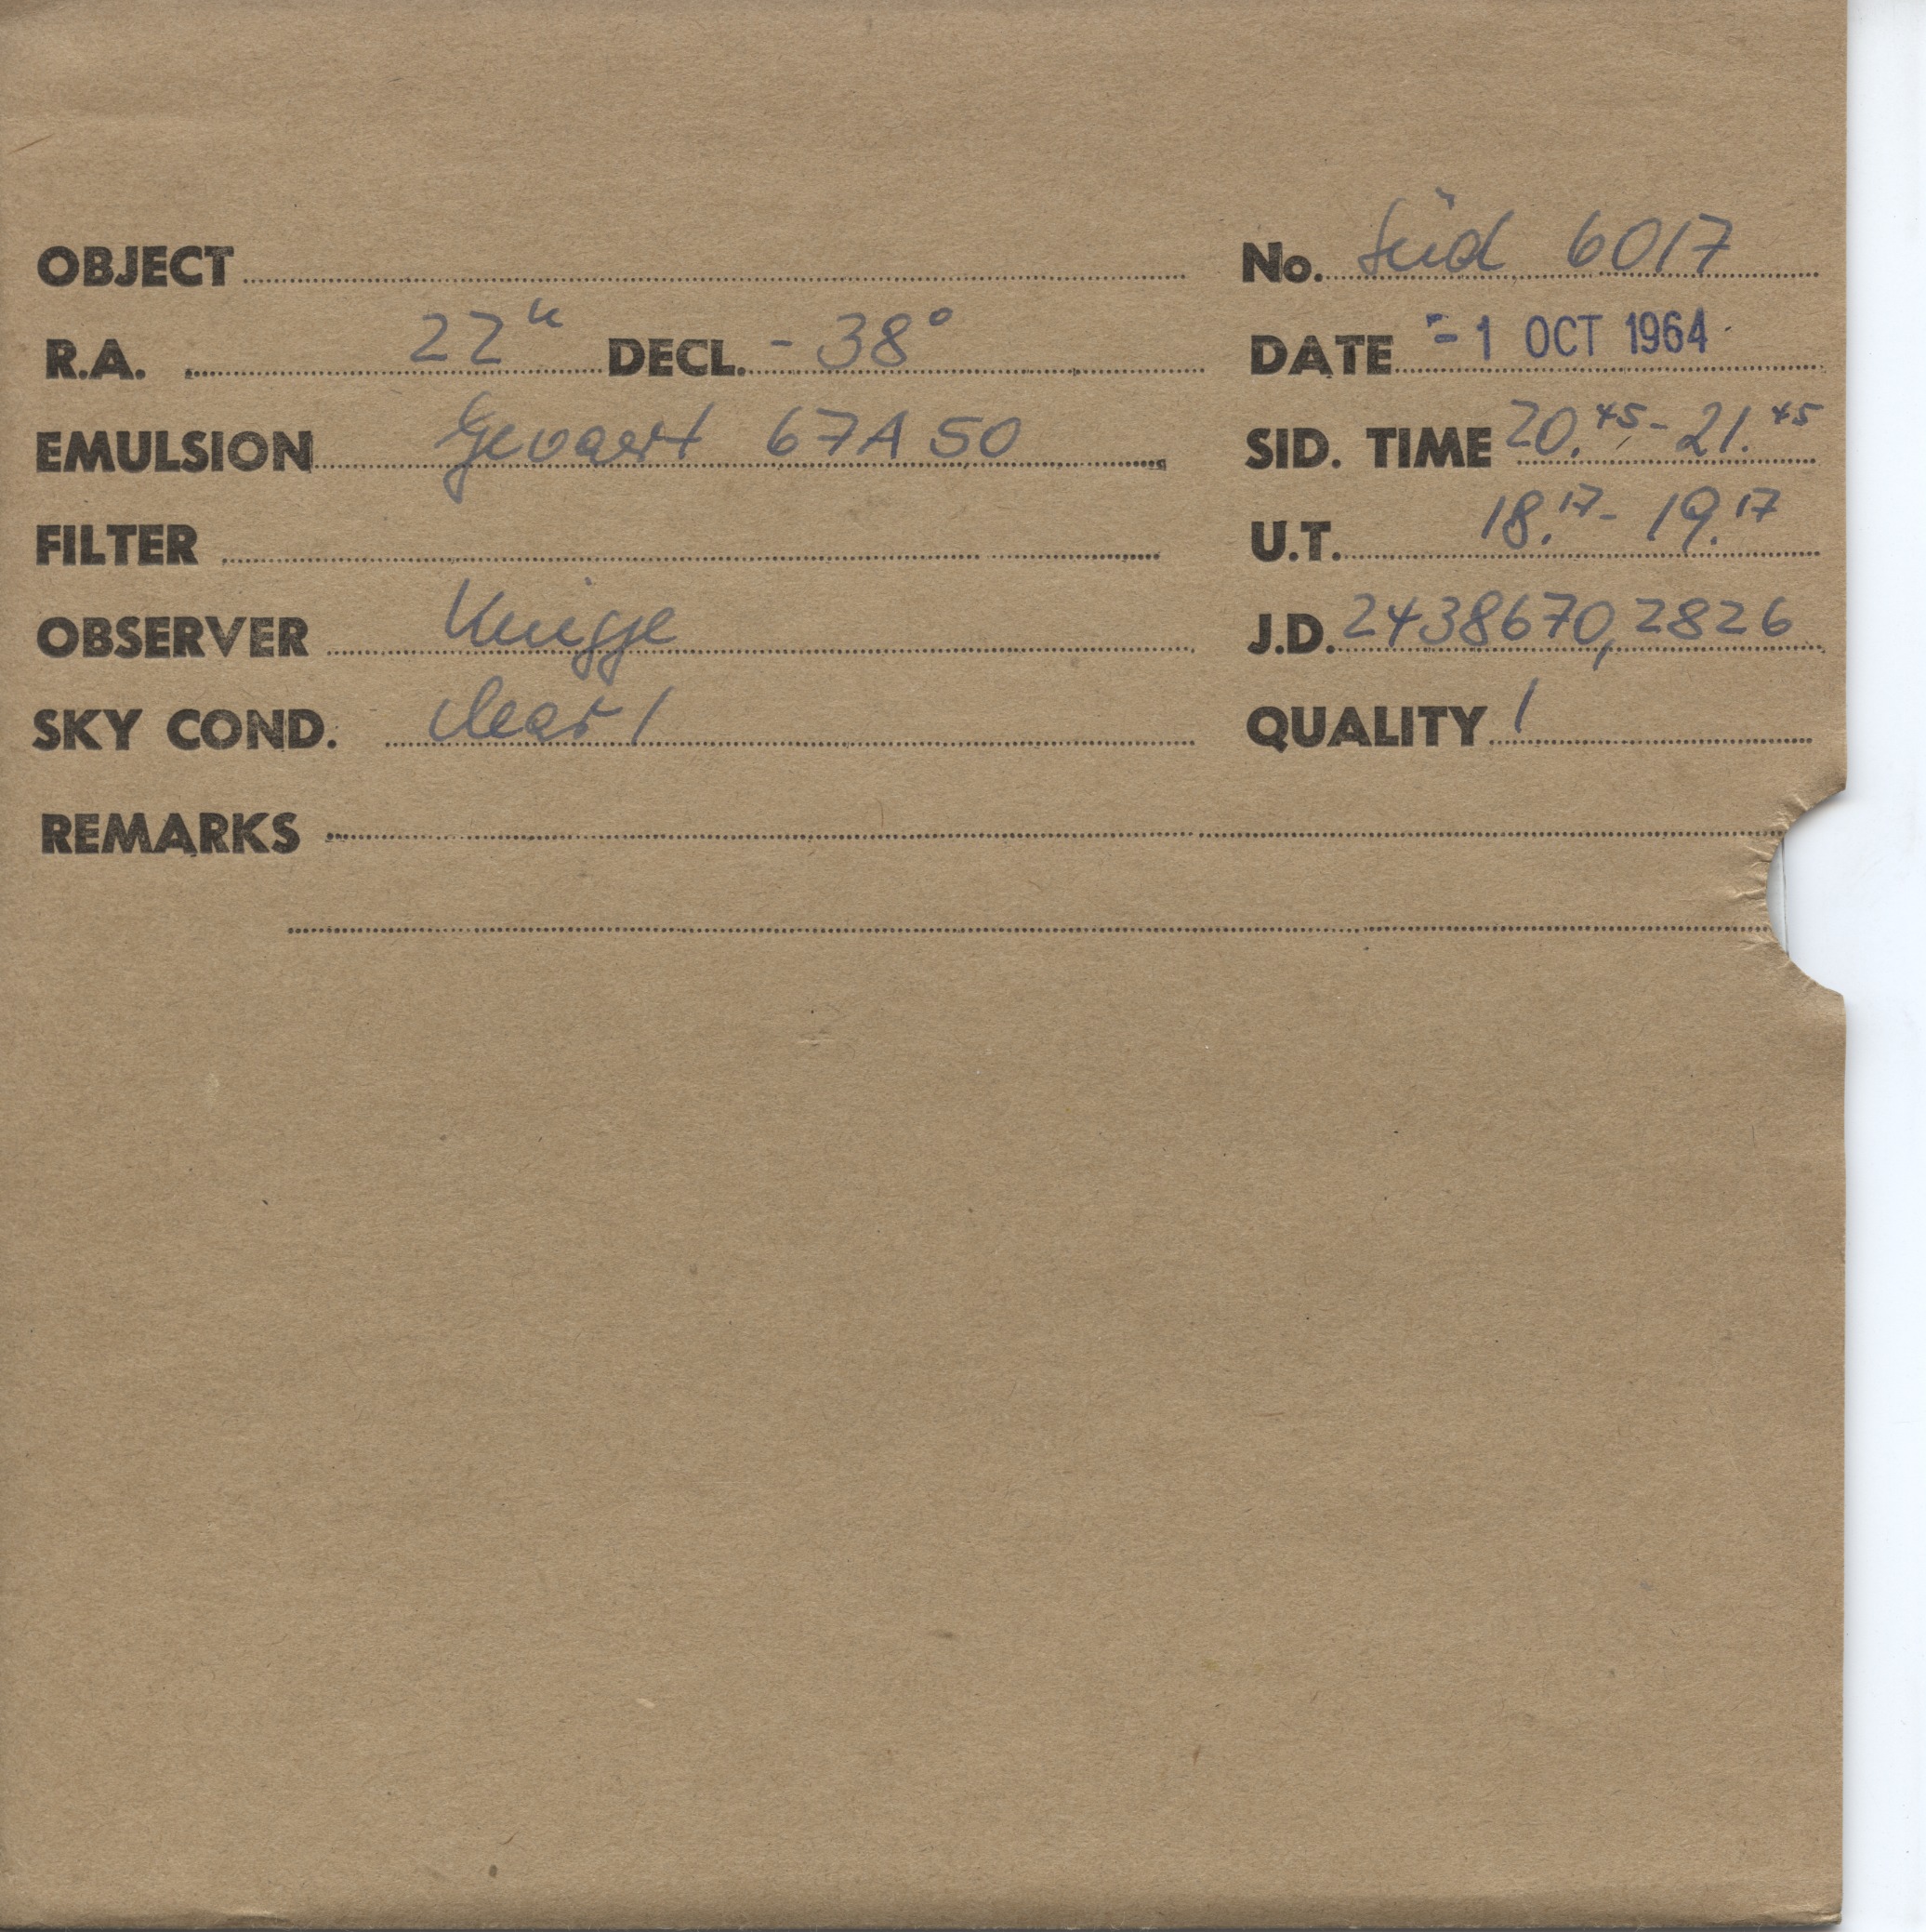 OBJECT No. Süd 6017
R.A. 22h DECL. - 38° DATE - 1 OCT 1964
EMULSION Gevaert 67A50 SID. TIME 20.45 - 21.45
FILTER U.T. 18.17 - 19.17
OBSERVER Knigge J.D. 2438670,2826
SKY COND. clear 1 QUALITY 1
REMARKS